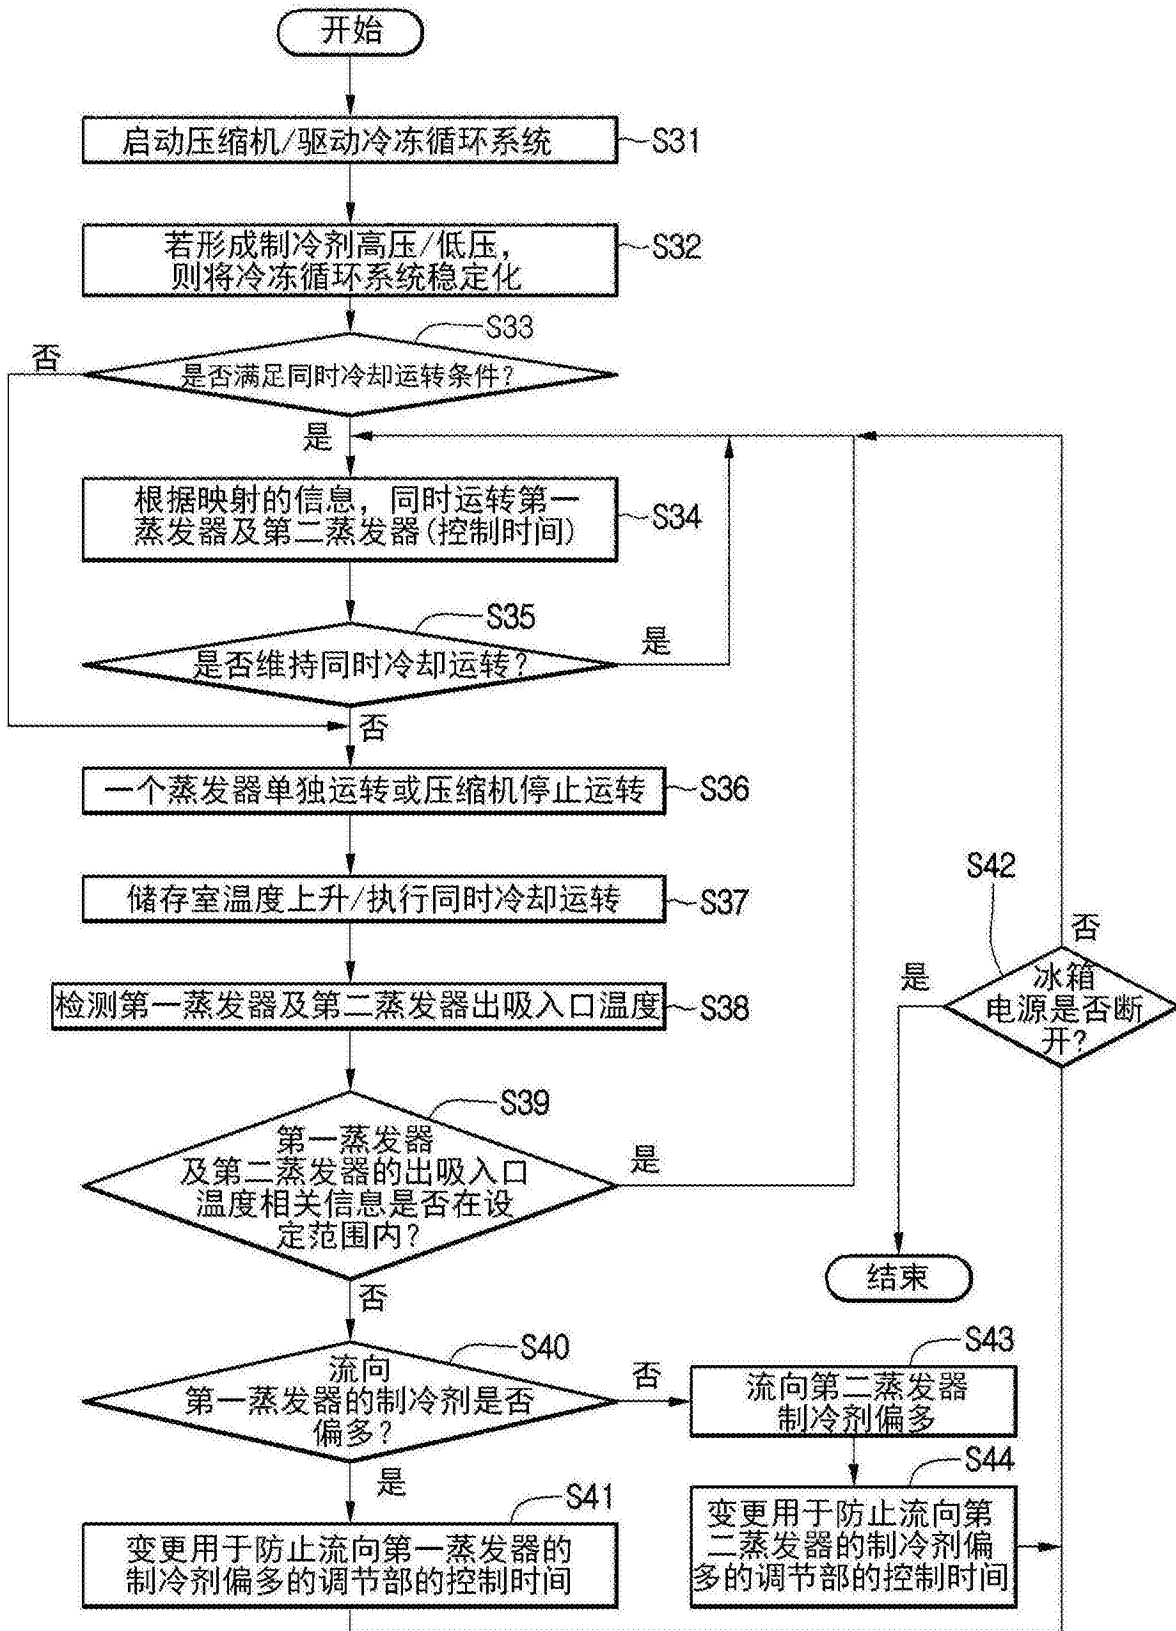 开始
启动压缩机/驱动冷冻循环系统
S31
若形成制冷剂高压/低压，
则将冷冻循环系统稳定化
S32
S33
否
是否满足同时冷却运转条件?
是
根据映射的信息，同时运转第一
蒸发器及第二蒸发器(控制时间)
S34
S35
是否维持同时冷却运转?
是
否
一个蒸发器单独运转或压缩机停止运转
S36
储存室温度上升/执行同时冷却运转
S37
检测第一蒸发器及第二蒸发器出吸入口温度
S38
S42
否
是
冰箱
电源是否断
开?
S39
第一蒸发器
及第二蒸发器的出吸入口
温度相关信息是否在设
定范围内?
是
否
结束
S40
流向
第一蒸发器的制冷剂是否
偏多?
否
是
S43
流向第二蒸发器
制冷剂偏多
S44
变更用于防止流向第
二蒸发器的制冷剂偏
多的调节部的控制时间
S41
变更用于防止流向第一蒸发器的
制冷剂偏多的调节部的控制时间